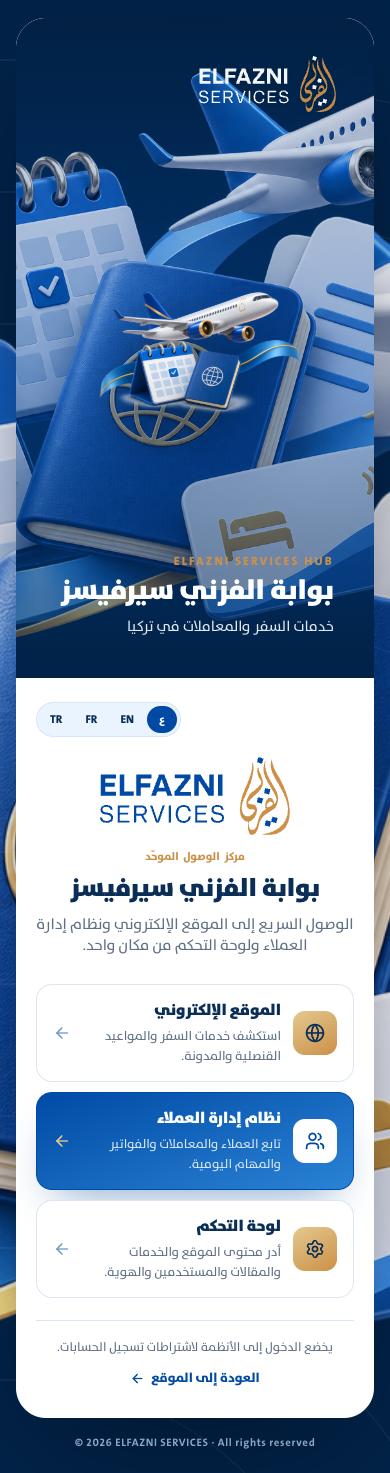 ELFAZNI
SERVICES
ELFAZNI SERVICES HUB
بوابة الفزني سيرفيسز
خدمات السفر والمعاملات في تركيا
ع EN FR TR
ELFAZNI
SERVICES
مركز الوصول الموحّد
بوابة الفزني سيرفيسز
الوصول السريع إلى الموقع الإلكتروني ونظام إدارة
العملاء ولوحة التحكم من مكان واحد.
الموقع الإلكتروني
استكشف خدمات السفر والمواعيد
القنصلية والمدونة.
نظام إدارة العملاء
تابع العملاء والمعاملات والفواتير
والمهام اليومية.
لوحة التحكم
أدر محتوى الموقع والخدمات
والمقالات والمستخدمين والهوية.
يخضع الدخول إلى الأنظمة لاشتراطات تسجيل الحسابات.
العودة إلى الموقع ←
© 2026 ELFAZNI SERVICES · All rights reserved